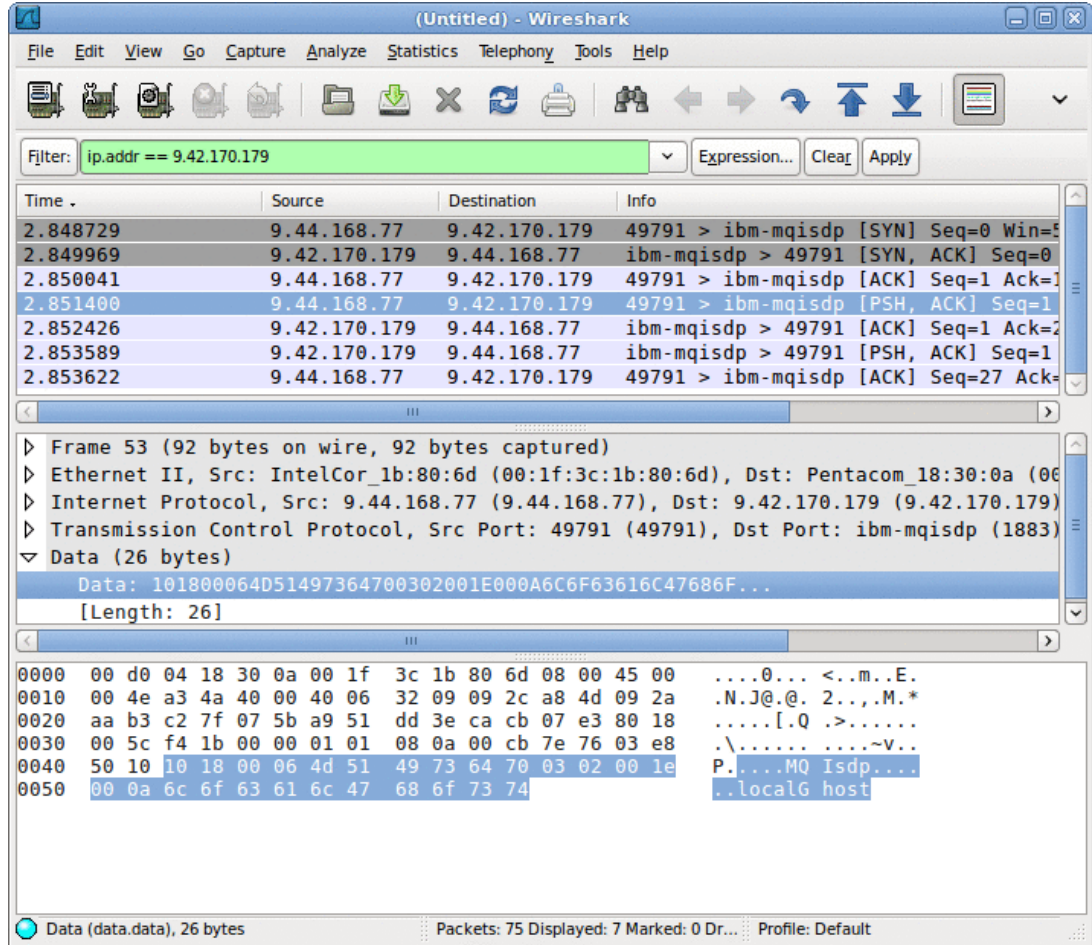 (Untitled) - Wireshark
File Edit View Go Capture Analyze Statistics Telephony Tools Help
Filter: ip.addr == 9.42.170.179 Expression... Clear Apply
Time Source Destination Info
2.848729 9.44.168.77 9.42.170.179 49791 > ibm-mqisdp [SYN] Seq=0 Win=5
2.849969 9.42.170.179 9.44.168.77 ibm-mqisdp > 49791 [SYN, ACK] Seq=0
2.850041 9.44.168.77 9.42.170.179 49791 > ibm-mqisdp [ACK] Seq=1 Ack=1
2.851400 9.44.168.77 9.42.170.179 49791 > ibm-mqisdp [PSH, ACK] Seq=1
2.852426 9.42.170.179 9.44.168.77 ibm-mqisdp > 49791 [ACK] Seq=1 Ack=2
2.853589 9.42.170.179 9.44.168.77 ibm-mqisdp > 49791 [PSH, ACK] Seq=1
2.853622 9.44.168.77 9.42.170.179 49791 > ibm-mqisdp [ACK] Seq=27 Ack=
Frame 53 (92 bytes on wire, 92 bytes captured)
Ethernet II, Src: IntelCor_1b:80:6d (00:1f:3c:1b:80:6d), Dst: Pentacom_18:30:0a (00
Internet Protocol, Src: 9.44.168.77 (9.44.168.77), Dst: 9.42.170.179 (9.42.170.179)
Transmission Control Protocol, Src Port: 49791 (49791), Dst Port: ibm-mqisdp (1883)
Data (26 bytes)
Data: 101800064D51497364700302001E000A6C6F63616C47686F...
[Length: 26]
0000 00 d0 04 18 30 0a 00 1f 3c 1b 80 6d 08 00 45 00 ....0... <..m..E.
0010 00 4e a3 4a 40 00 40 06 32 09 09 2c a8 4d 09 2a .N.J@.@. 2..,.M.*
0020 aa b3 c2 7f 07 5b a9 51 dd 3e ca cb 07 e3 80 18 .....[.Q .>......
0030 00 5c f4 1b 00 00 01 01 08 0a 00 cb 7e 76 03 e8 .\...... ....~v..
0040 50 10 10 18 00 06 4d 51 49 73 64 70 03 02 00 1e P.....MQ Isdp....
0050 00 0a 6c 6f 63 61 6c 47 68 6f 73 74 ..localG host
Data (data.data), 26 bytes Packets: 75 Displayed: 7 Marked: 0 Dr... Profile: Default